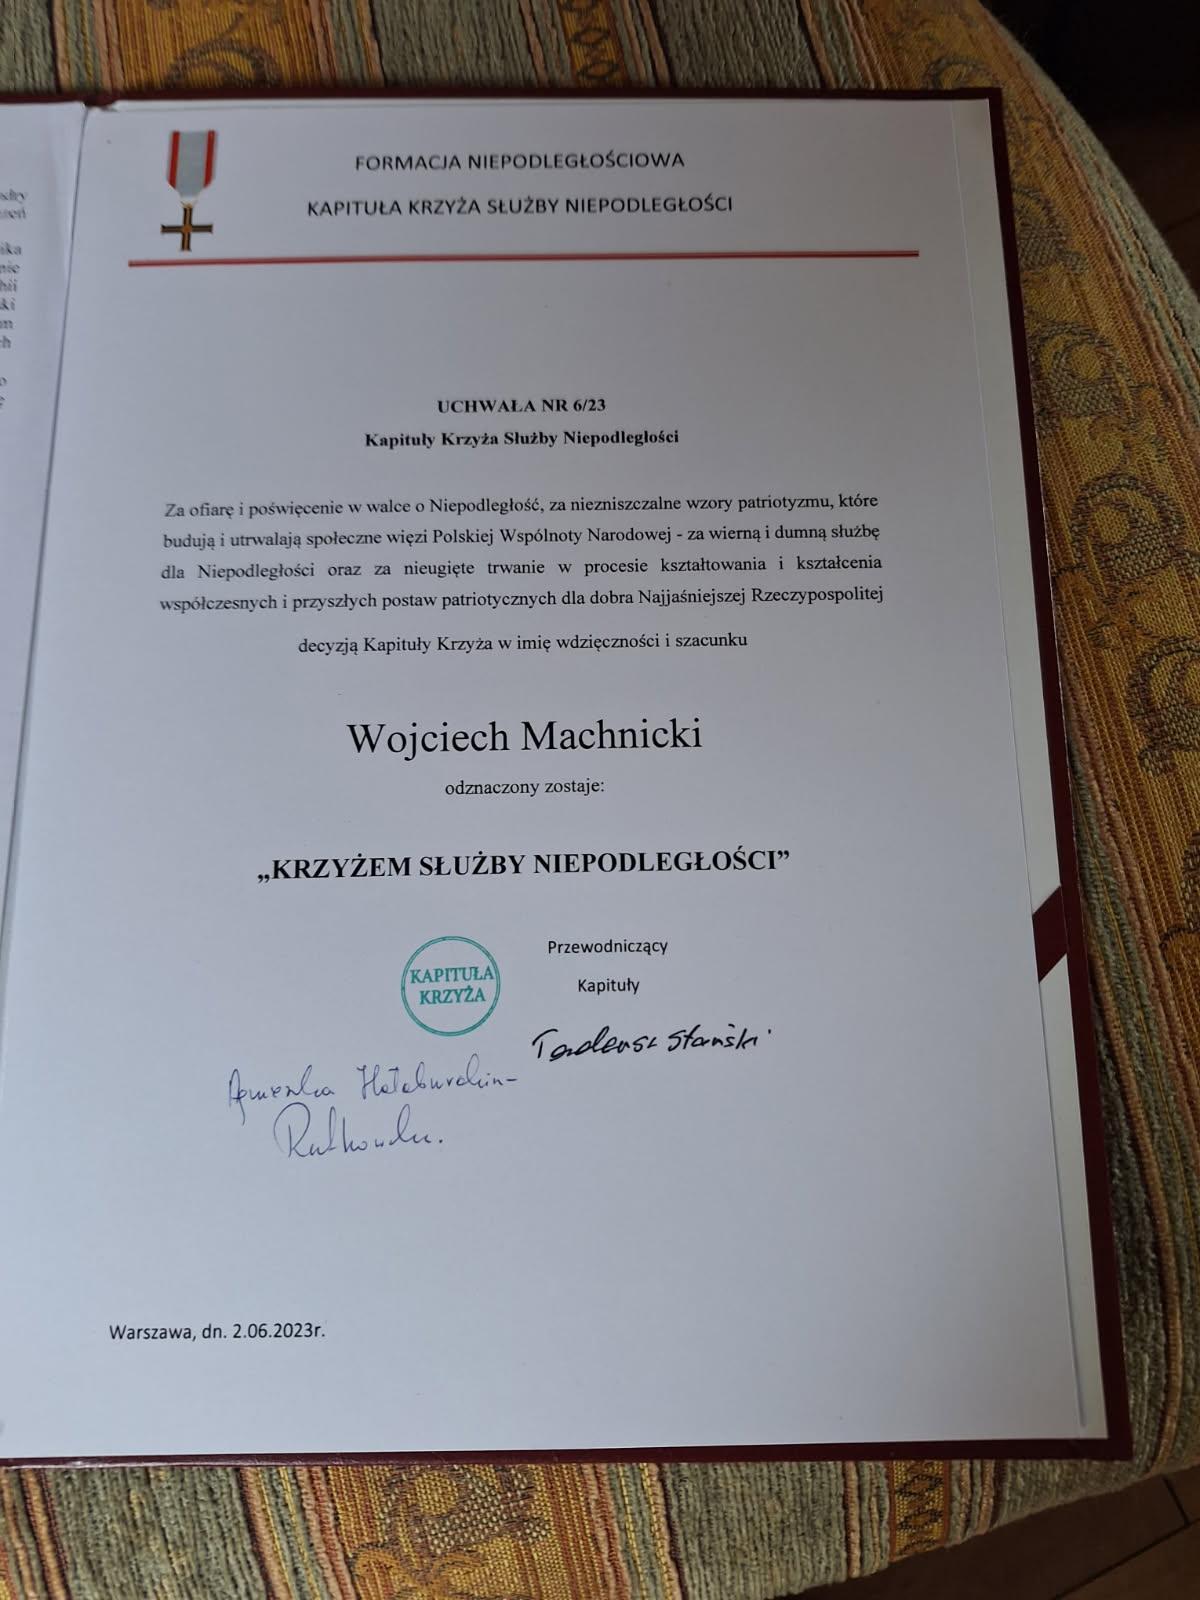 FORMACJA NIEPODLEGŁOŚCIOWA
KAPITUŁA KRZYŻA SŁUŻBY NIEPODLEGŁOŚCI
UCHWAŁA NR 6/23
Kapituły Krzyża Służby Niepodległości
Za ofiarę i poświęcenie w walce o Niepodległość, za niezniszczalne wzory patriotyzmu, które
budują i utrwalają społeczne więzi Polskiej Wspólnoty Narodowej - za wierną i dumną służbę
dla Niepodległości oraz za nieugięte trwanie w procesie kształtowania i kształcenia
współczesnych i przyszłych postaw patriotycznych dla dobra Najjaśniejszej Rzeczypospolitej
decyzją Kapituły Krzyża w imię wdzięczności i szacunku
Wojciech Machnicki
odznaczony zostaje:
„KRZYŻEM SŁUŻBY NIEPODLEGŁOŚCI”
Przewodniczący
Kapituły
KAPITUŁA
KRZYŻA
Tadeusz Stański
Agnieszka
Rutkowska.
Warszawa, dn. 2.06.2023r.